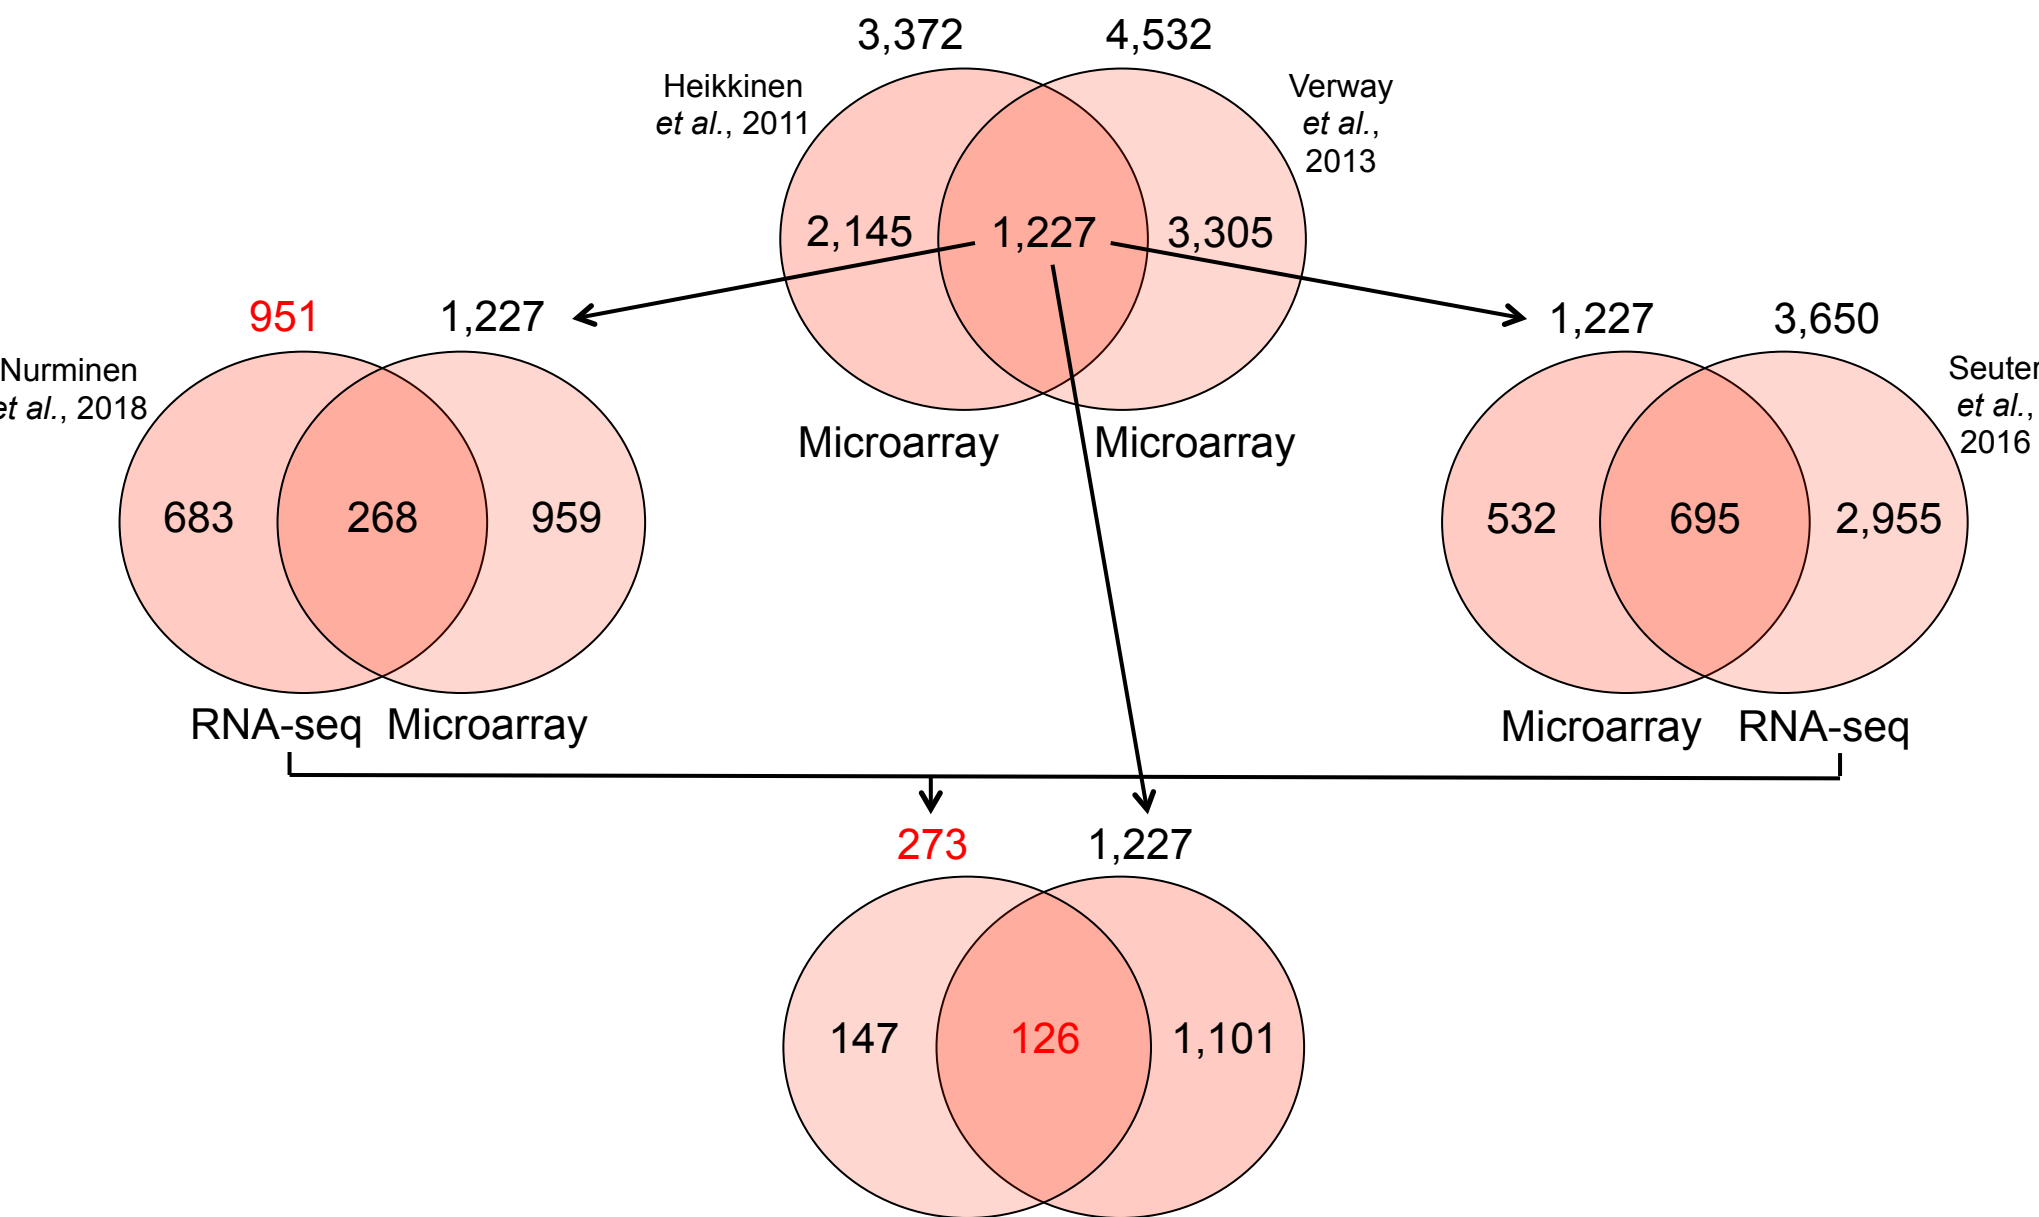 3,372 4,532
Heikkinen
et al., 2011
Verway
et al.,
2013
2,145 1,227 3,305
Microarray Microarray
951 1,227
Nurminen
et al., 2018
683 268 959
RNA-seq Microarray
1,227 3,650
Seuter
et al.,
2016
532 695 2,955
Microarray RNA-seq
273 1,227
147 126 1,101